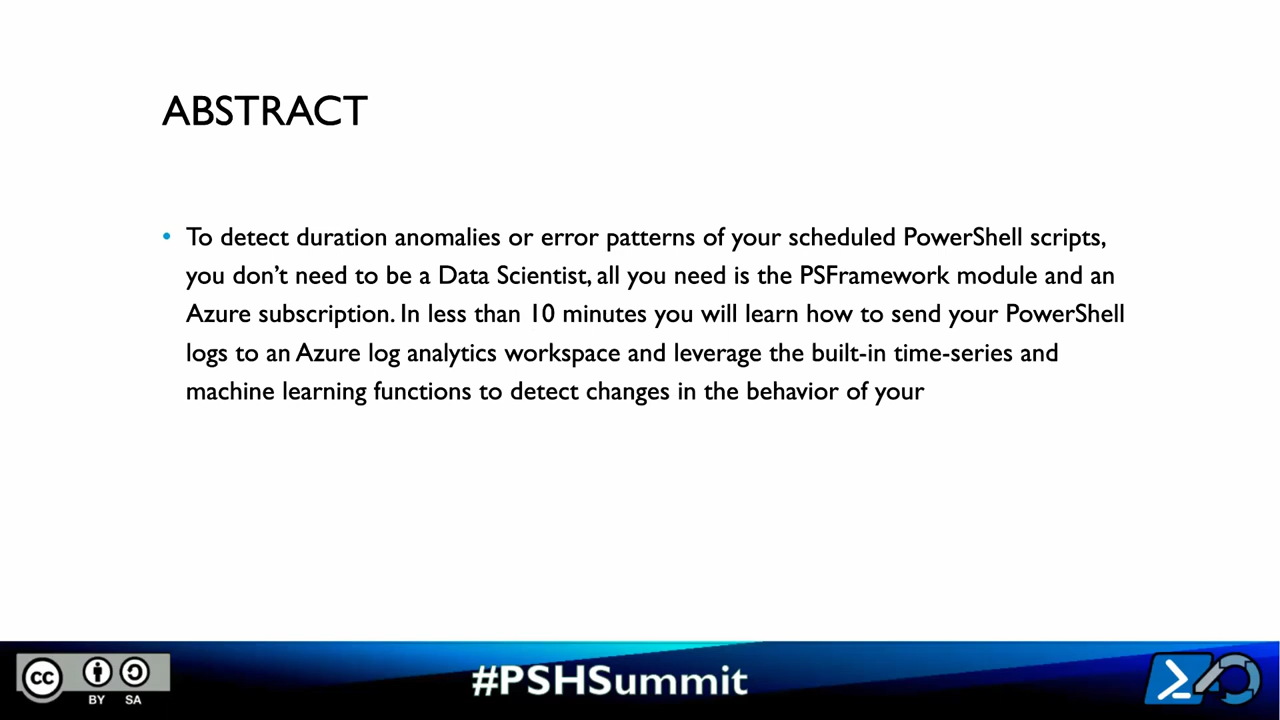 ABSTRACT
• To detect duration anomalies or error patterns of your scheduled PowerShell scripts,
you don’t need to be a Data Scientist, all you need is the PSFramework module and an
Azure subscription. In less than 10 minutes you will learn how to send your PowerShell
logs to an Azure log analytics workspace and leverage the built-in time-series and
machine learning functions to detect changes in the behavior of your
cc
BY SA
#PSHSummit